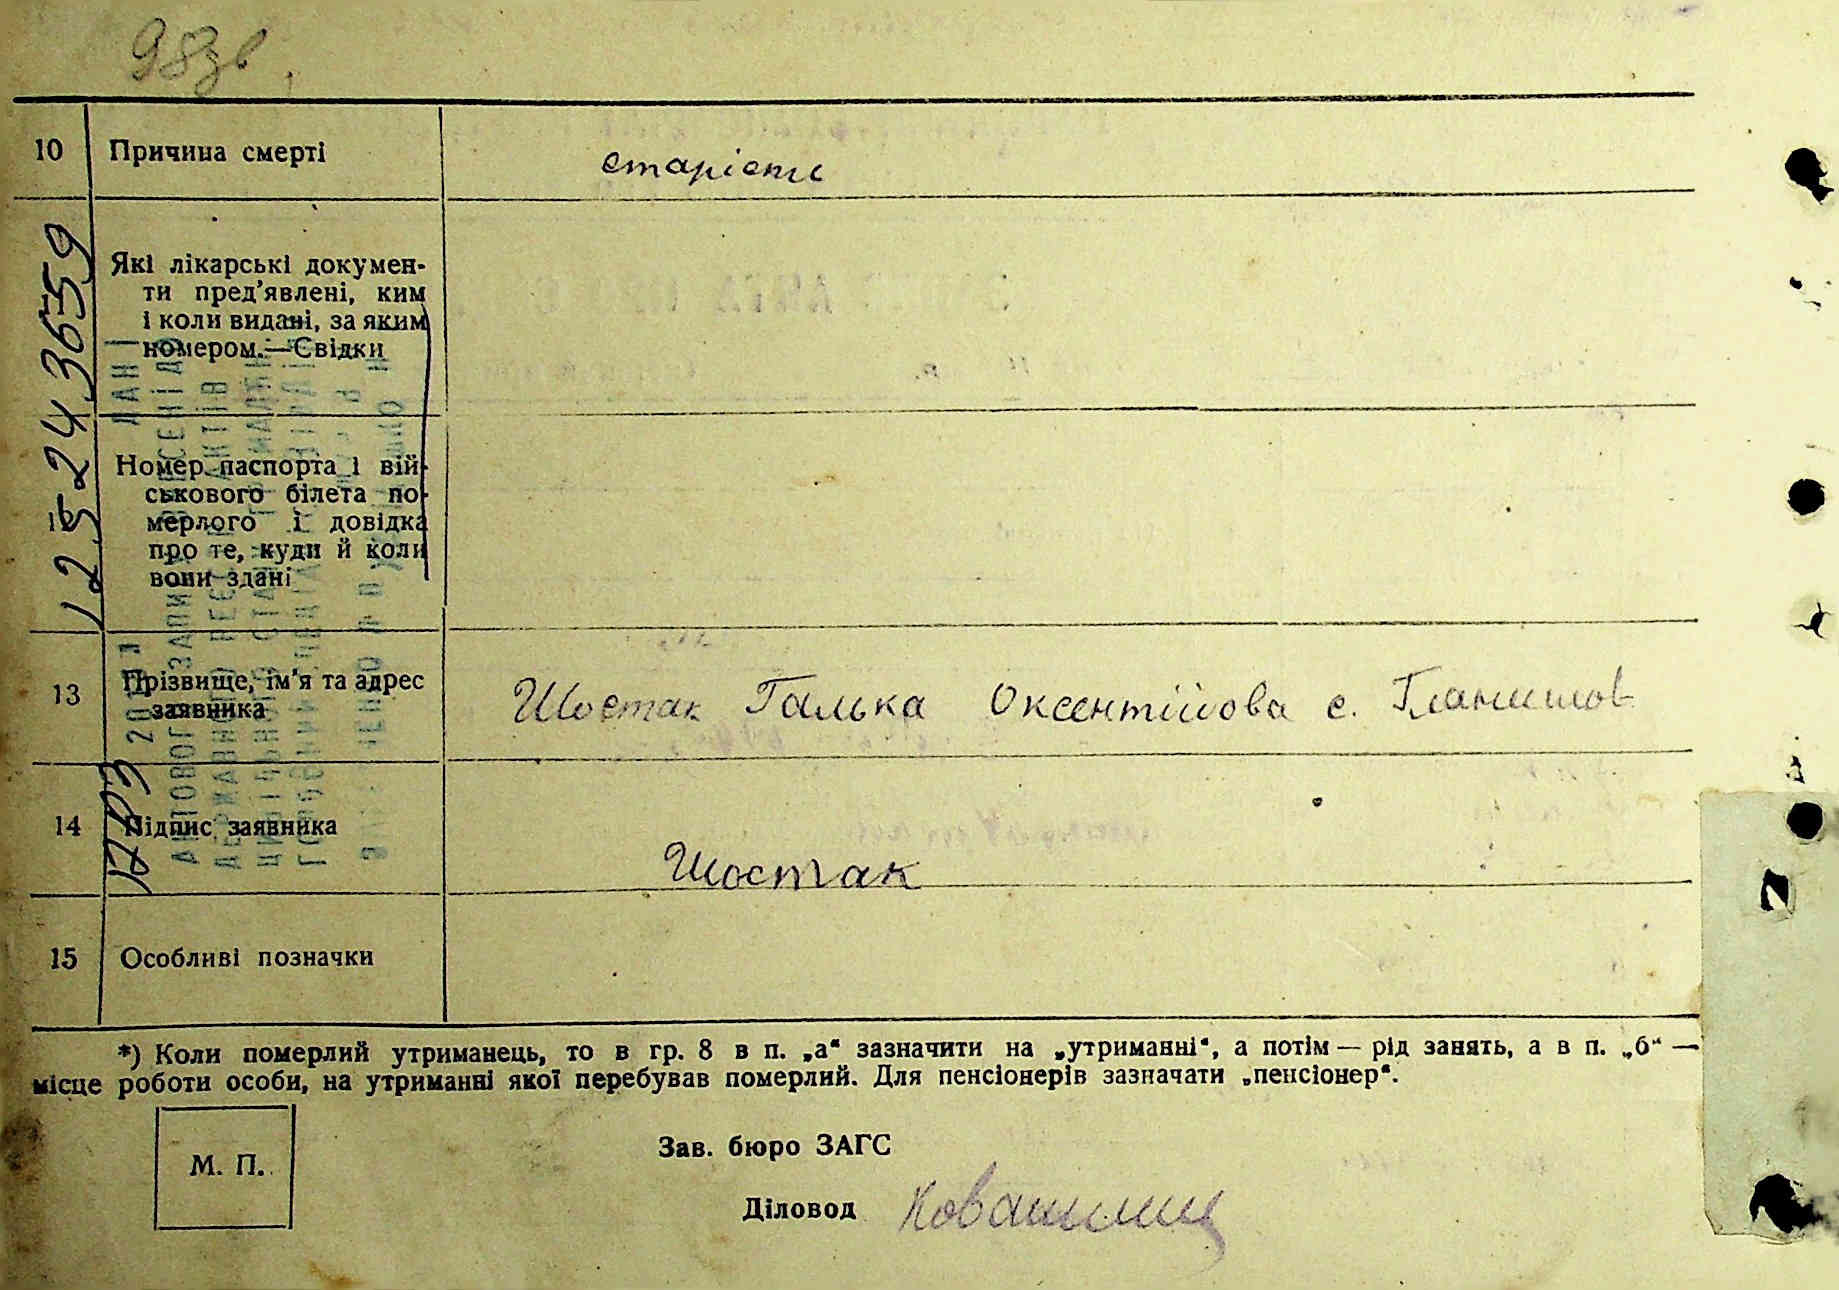 98зв
10 Причина смерті старість
Які лікарські докумен-
ти пред’явлені, ким
і коли видані, за яким
номером.—Свідки
Номер паспорта і вій-
ськового білета по-
мерлого і довідка
про те, куди й коли
вони здані
12524 3659
13 Прізвище, ім’я та адрес
заявника
Шостак Галька Оксентійова с.
14 Підпис заявника Шостак
15 Особливі позначки
*) Коли померлий утриманець, то в гр. 8 в п. „а“ зазначити на „утриманні“, а потім — рід занять, а в п. „б“ —
місце роботи особи, на утриманні якої перебував померлий. Для пенсіонерів зазначати „пенсіонер“.
М. П.
Зав. бюро ЗАГС
Діловод